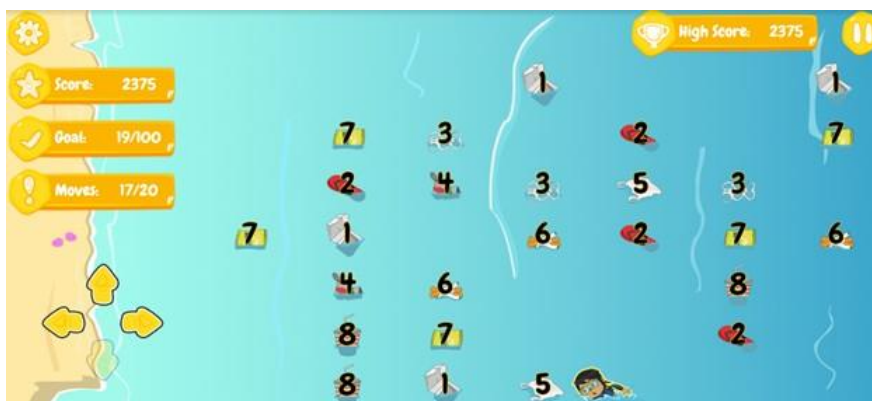 High Score: 2375
Score: 2375
Goal: 19/100
Moves: 17/20
1 1
7 3 2 7
2 4 3 5 3
7 1 6 2 7 6
4 6 8
8 7 2
8 1 5